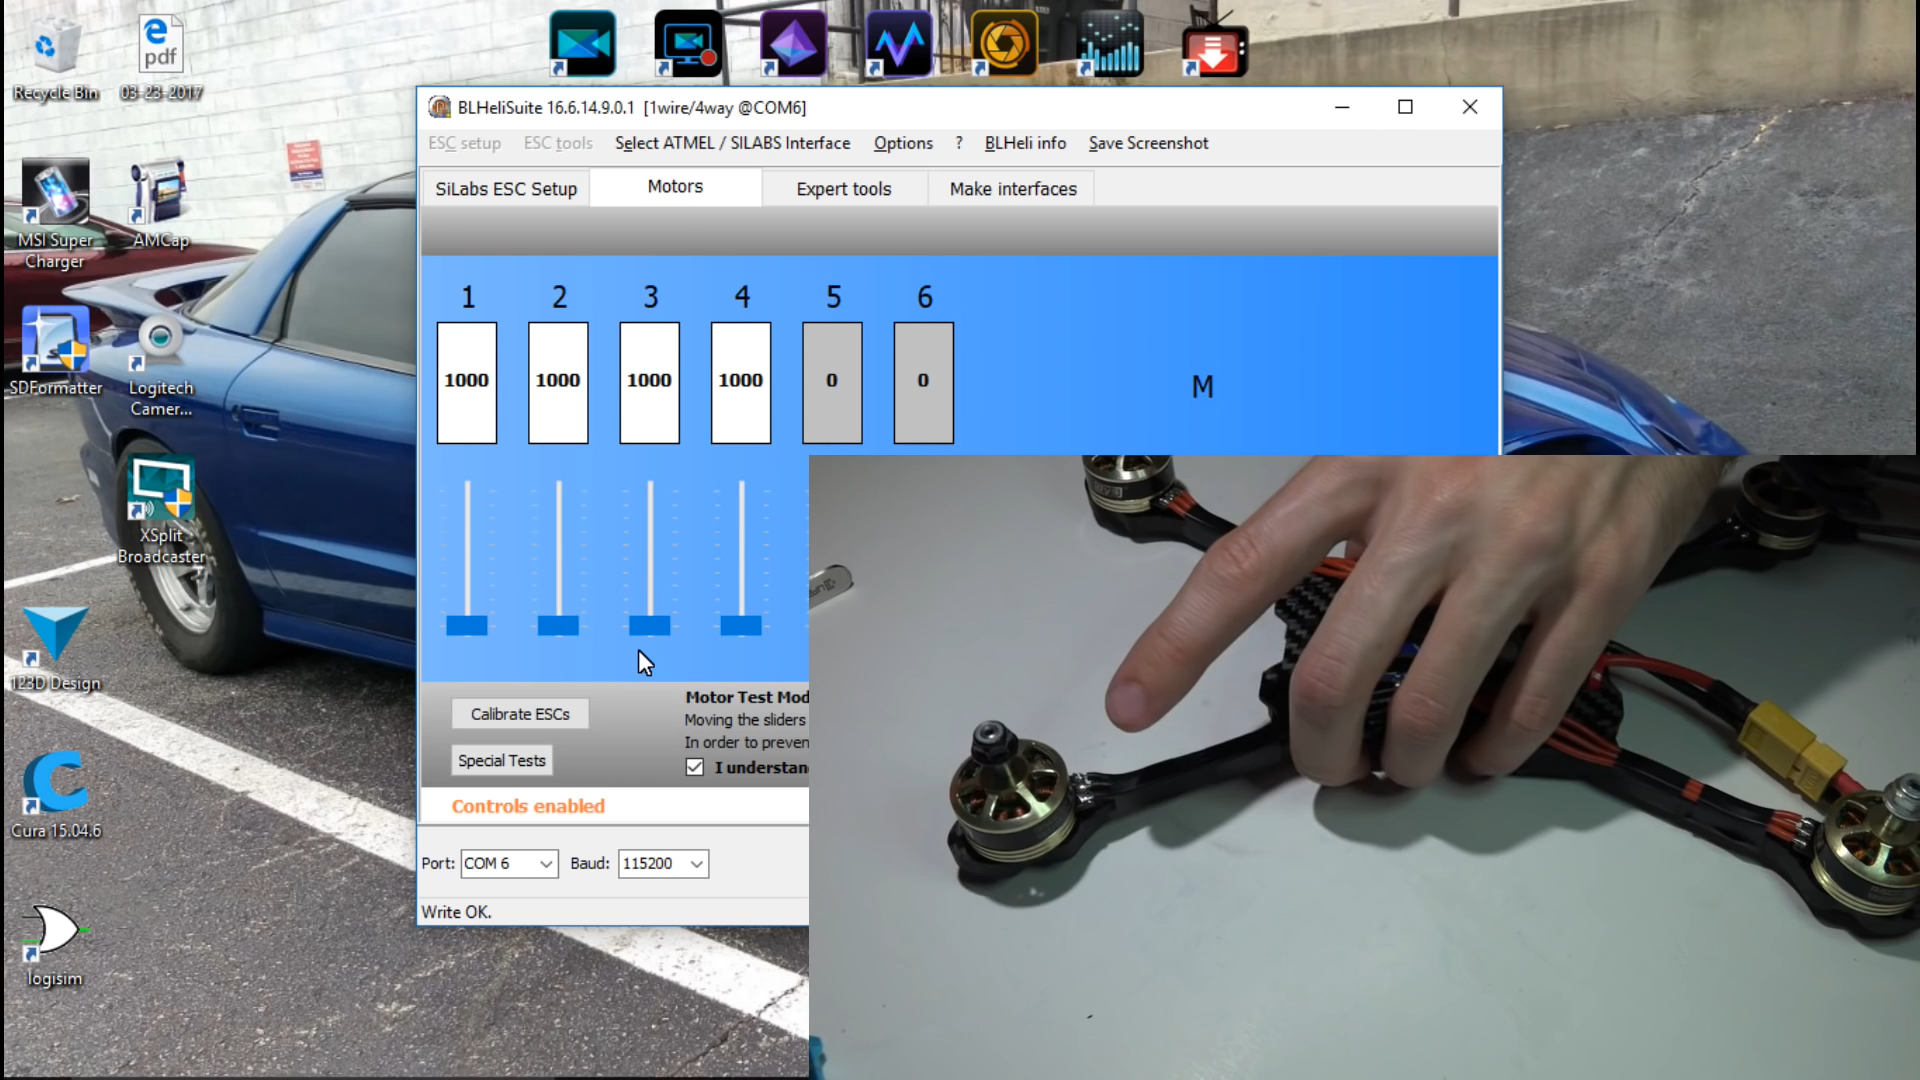 Recycle Bin
pdf
03-23-2017
MSI Super
Charger
AMCap
SDFormatter
Logitech
Camer...
XSplit
Broadcaster
123D Design
Cura 15.04.6
logisim
BLHeliSuite 16.6.14.9.0.1 [1wire/4way @COM6]
ESC setup ESC tools Select ATMEL / SILABS Interface Options ? BLHeli info Save Screenshot
SiLabs ESC Setup Motors Expert tools Make interfaces
1 2 3 4 5 6
1000 1000 1000 1000 0 0
M
Calibrate ESCs
Special Tests
Motor Test Mod
Moving the sliders
In order to preven
I understan
Controls enabled
Port: COM 6 Baud: 115200
Write OK.